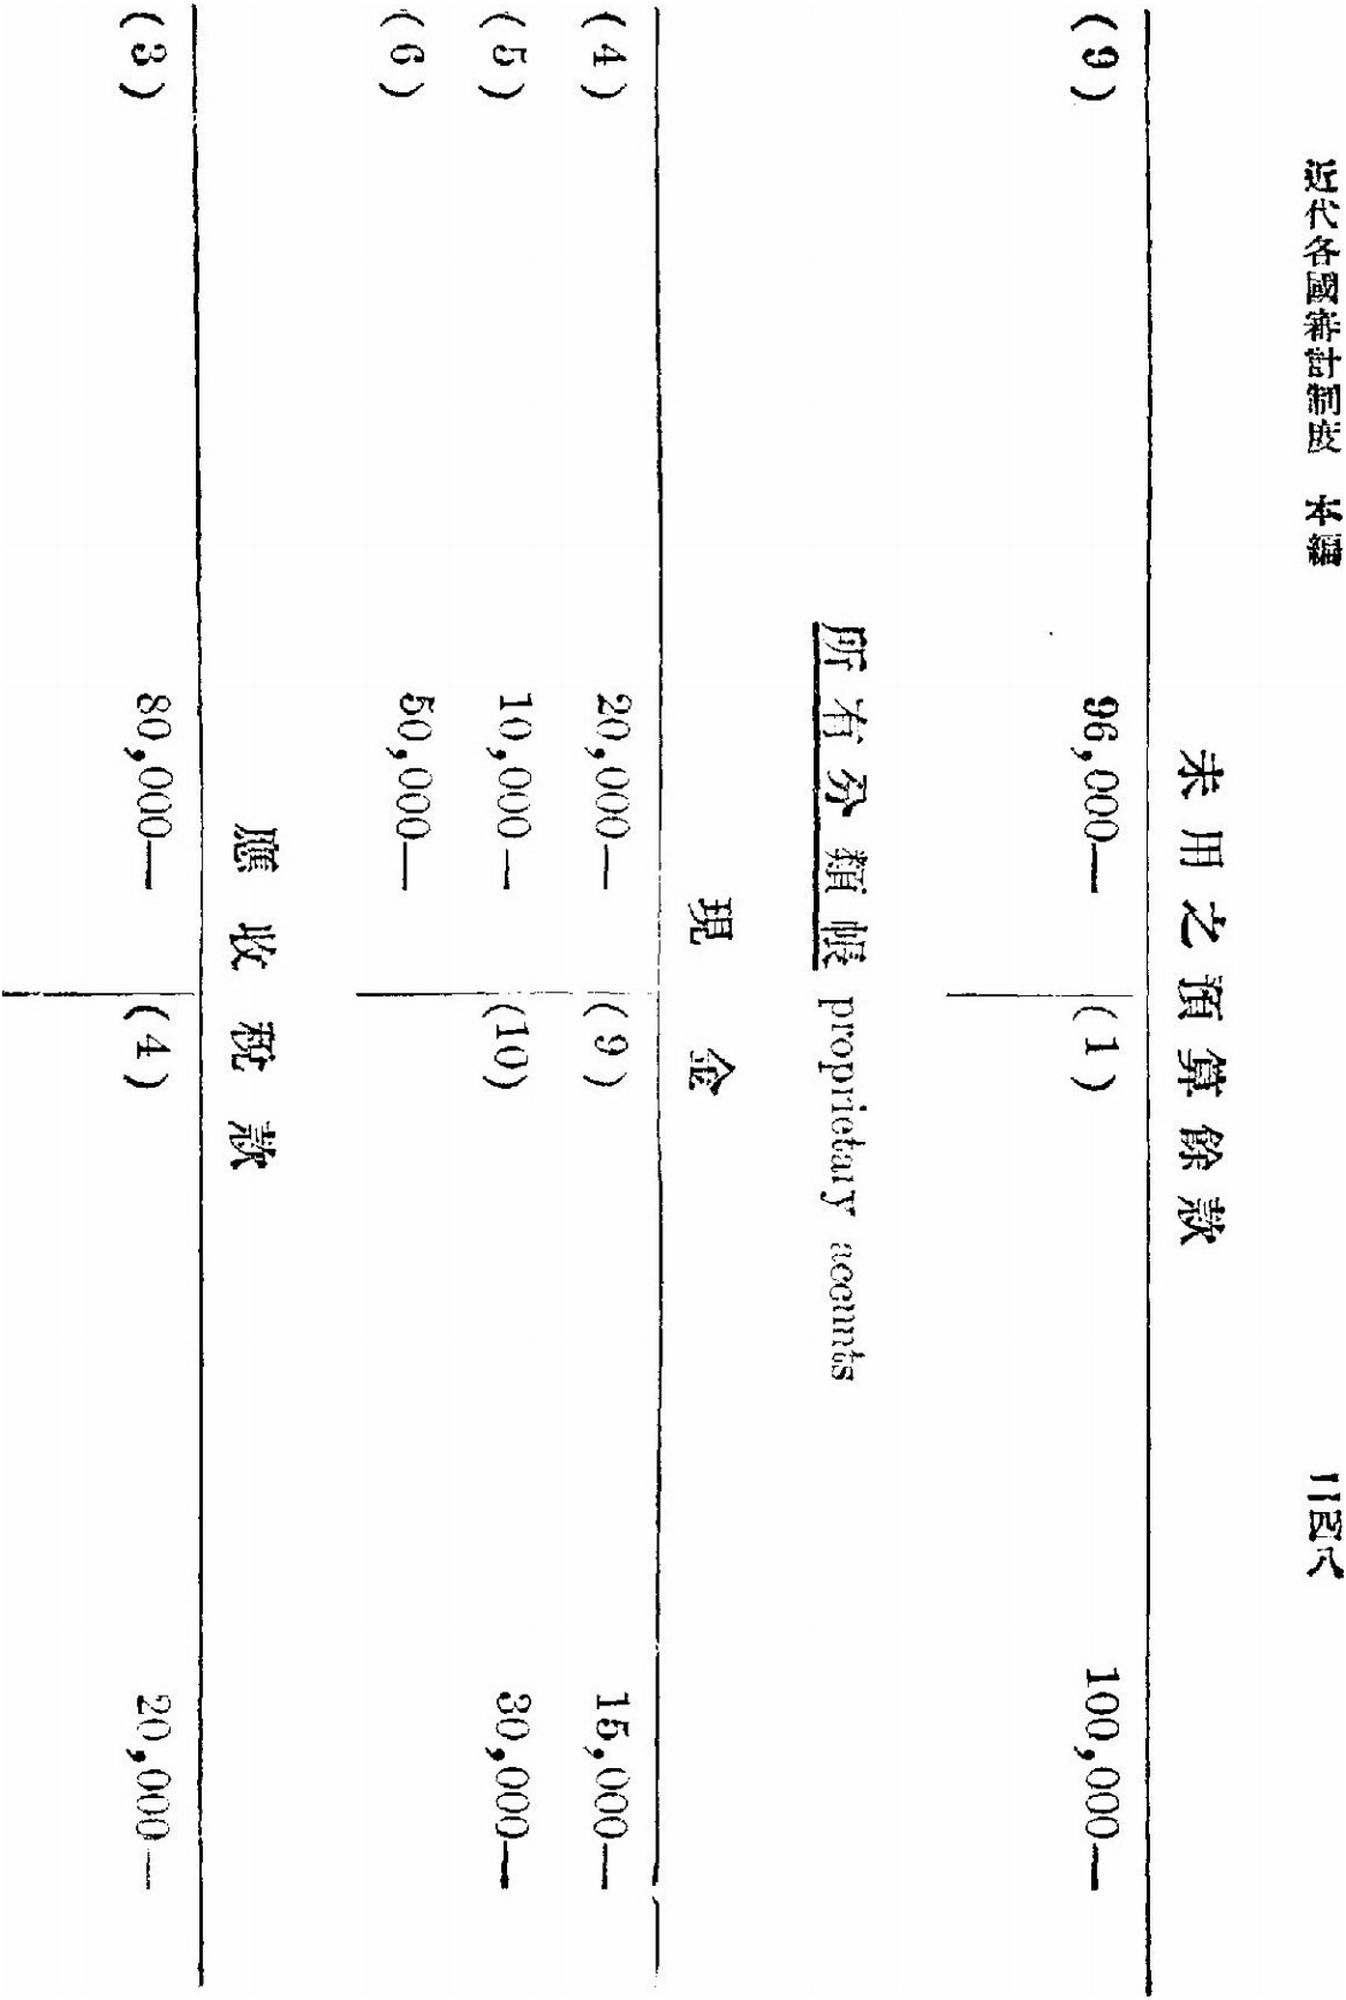 近代各國審計制度 本編 二四八
未用之預算餘款
(9) 96,000— (1) 100,000—
所有分類帳 proprietary accunts
現金
(4) 20,000— (9) 15,000—
(5) 10,000— (10) 30,000—
(6) 50,000—
應收稅款
(3) 80,000— (4) 20,000—